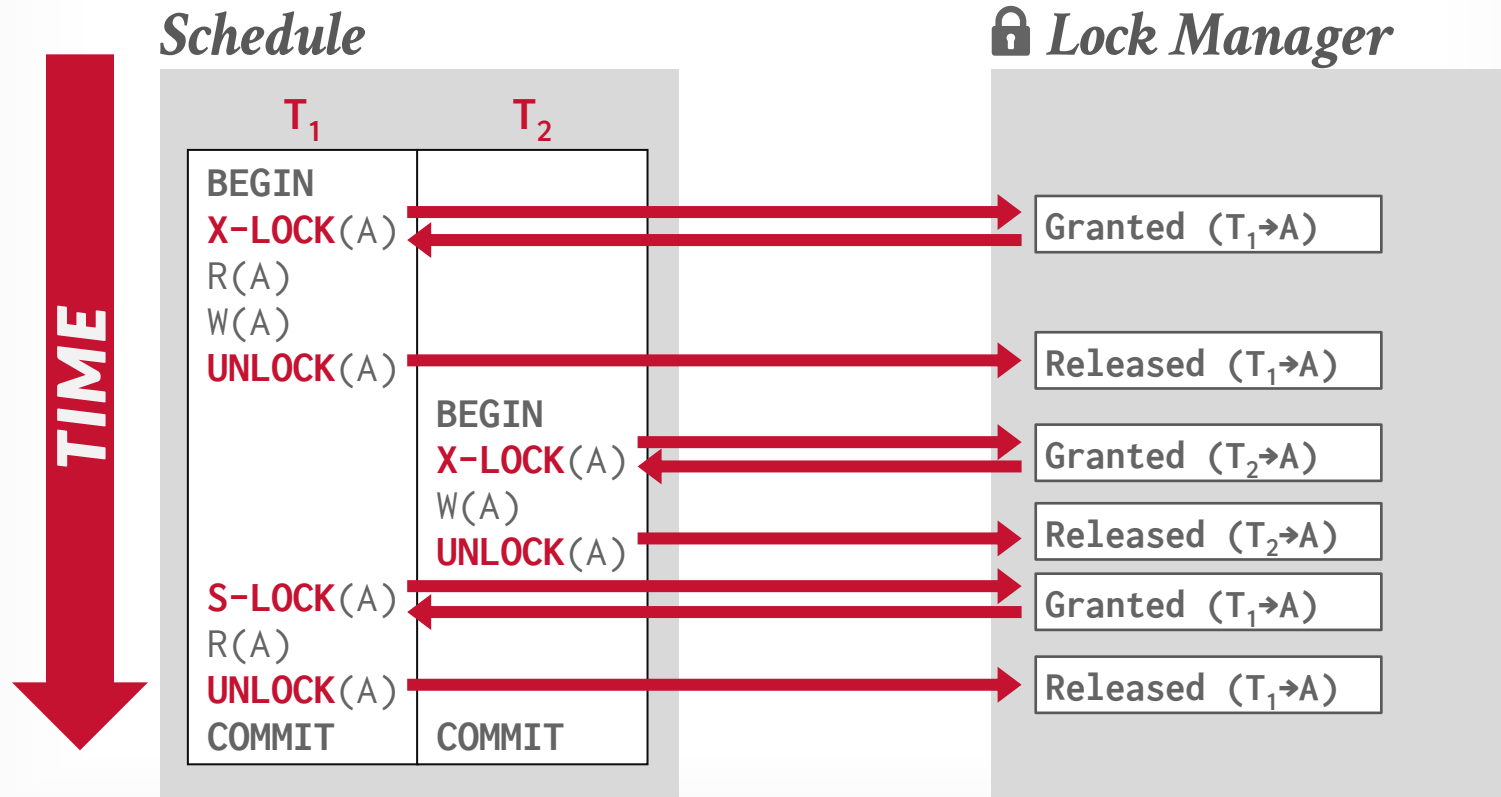 Schedule
Lock Manager
TIME
T₁ T₂
BEGIN
X-LOCK(A)
Granted (T₁→A)
R(A)
W(A)
UNLOCK(A)
Released (T₁→A)
BEGIN
X-LOCK(A)
Granted (T₂→A)
W(A)
UNLOCK(A)
Released (T₂→A)
S-LOCK(A)
Granted (T₁→A)
R(A)
UNLOCK(A)
Released (T₁→A)
COMMIT COMMIT